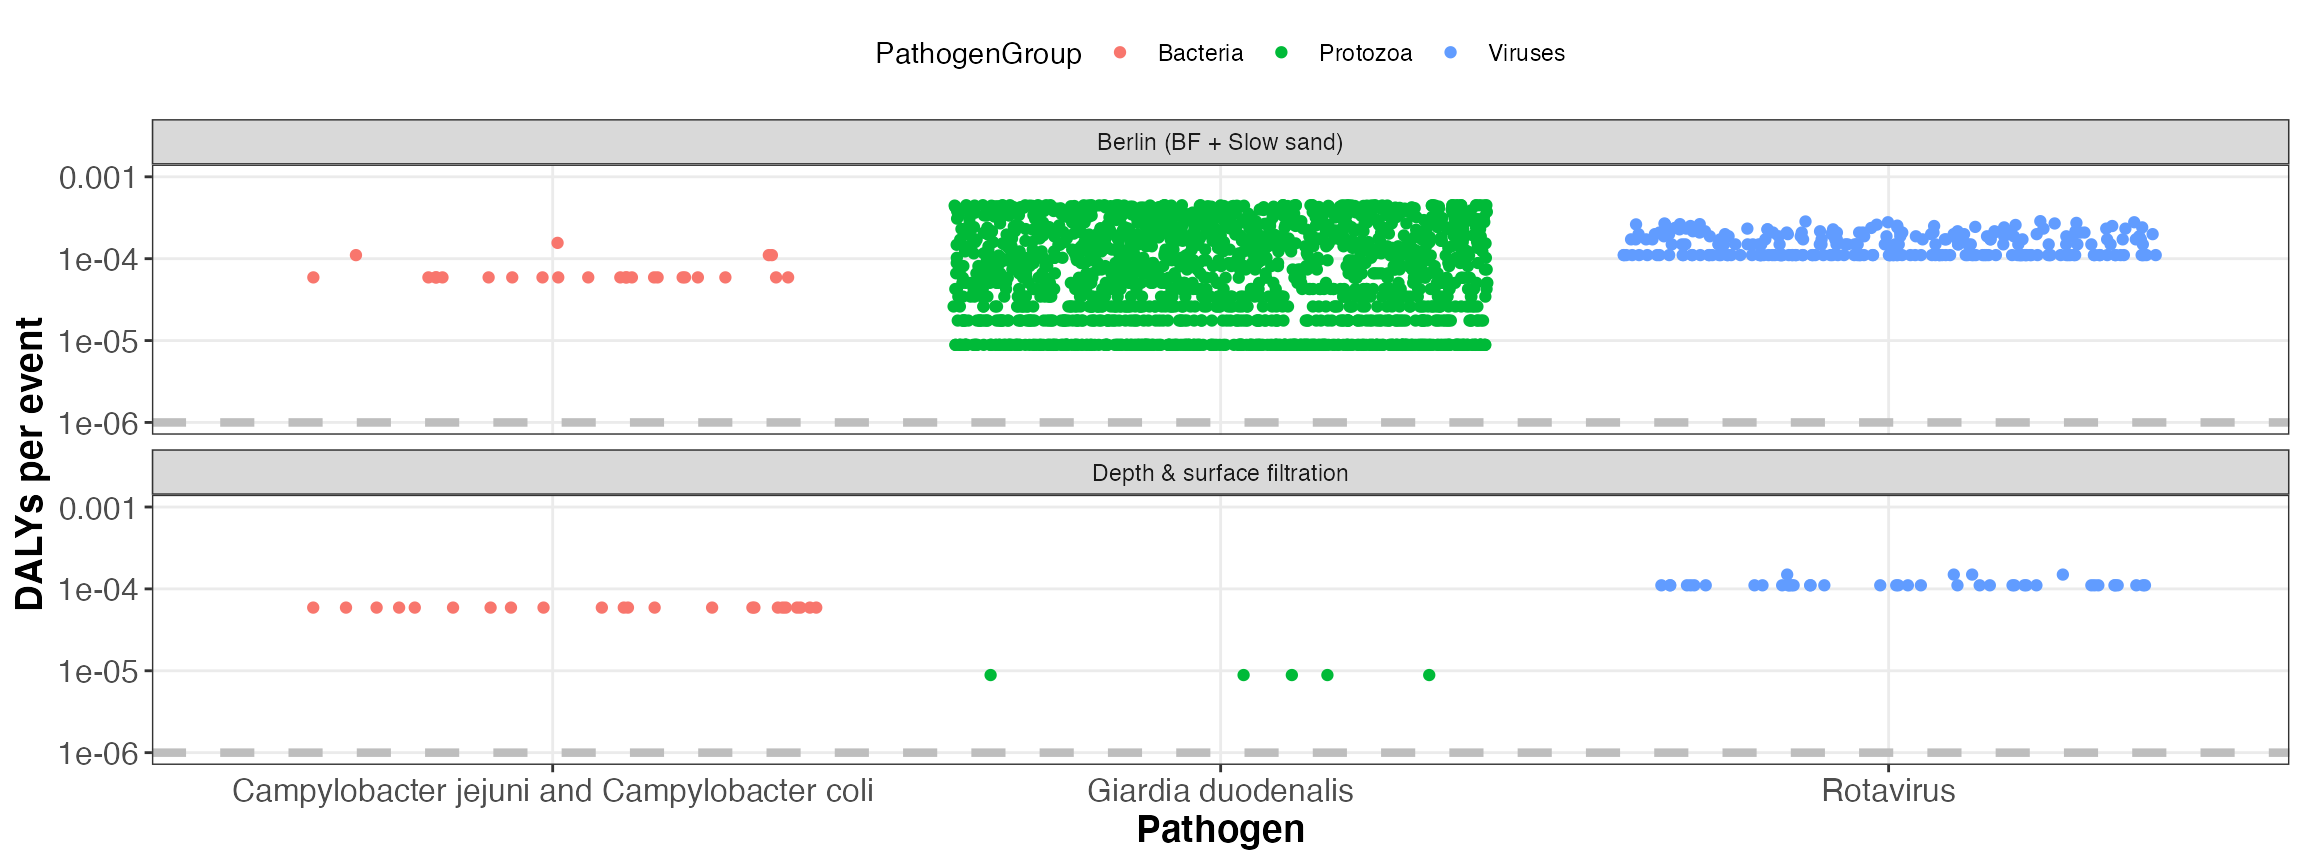 PathogenGroup Bacteria Protozoa Viruses
Berlin (BF + Slow sand)
0.001
1e-04
1e-05
1e-06
Depth & surface filtration
0.001
1e-04
1e-05
1e-06
DALYs per event
Campylobacter jejuni and Campylobacter coli Giardia duodenalis Rotavirus
Pathogen